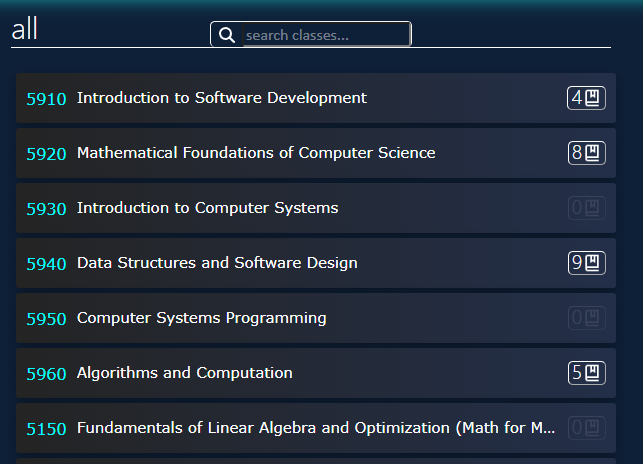 all
search classes...
5910 Introduction to Software Development 4
5920 Mathematical Foundations of Computer Science 8
5930 Introduction to Computer Systems 0
5940 Data Structures and Software Design 9
5950 Computer Systems Programming 0
5960 Algorithms and Computation 5
5150 Fundamentals of Linear Algebra and Optimization (Math for M... 0